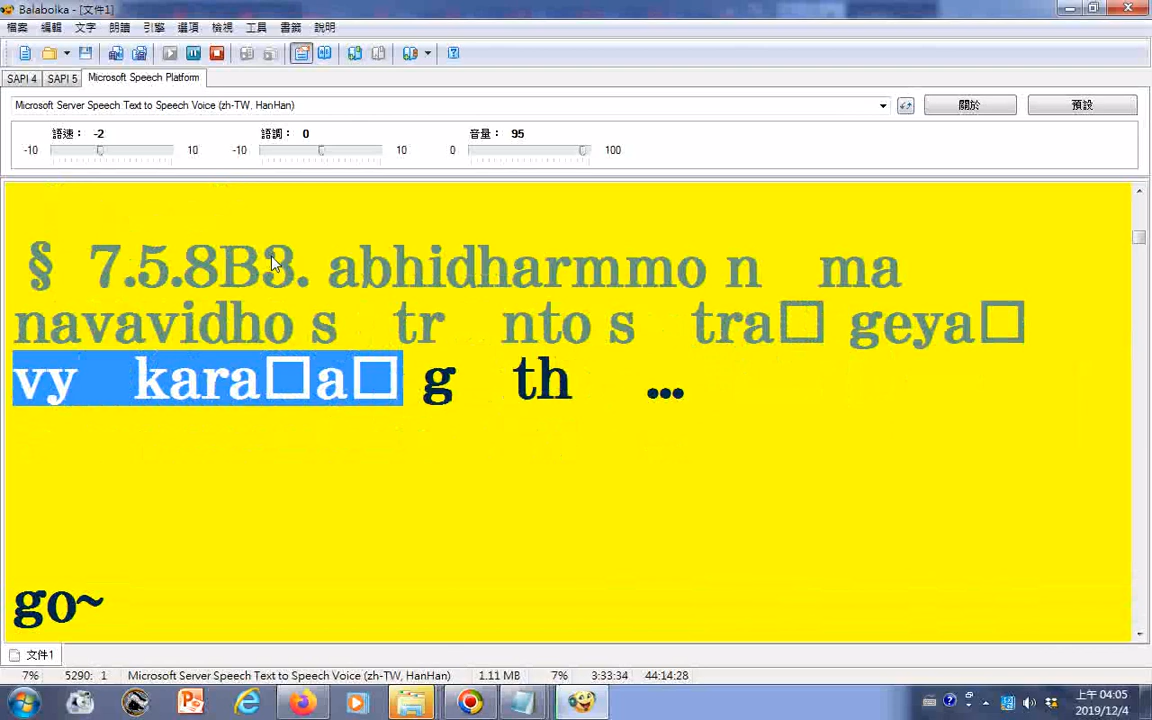 Balabolka - [文件1]
檔案 編輯 文字 朗讀 引擎 選項 檢視 工具 書籤 說明
SAPI 4 SAPI 5 Microsoft Speech Platform
Microsoft Server Speech Text to Speech Voice (zh-TW, HanHan) 關於 預設
語速： -2 語調： 0 音量： 95
-10 10 -10 10 0 100
§ 7.5.8B3. abhidharmmo n ma
navavidho s tr nto s tra□ geya□
vy kara□a□ g th ...
go~
文件1
7% 5290: 1 Microsoft Server Speech Text to Speech Voice (zh-TW, HanHan) 1.11 MB 7% 3:33:34 44:14:28
上午 04:05
2019/12/4